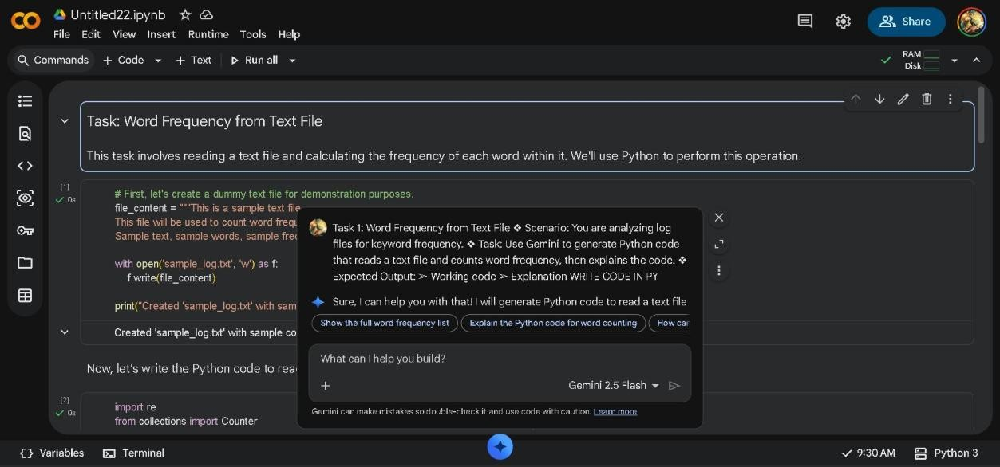 Untitled22.ipynb
File Edit View Insert Runtime Tools Help
Share
Commands + Code + Text Run all
RAM
Disk
Task: Word Frequency from Text File
This task involves reading a text file and calculating the frequency of each word within it. We'll use Python to perform this operation.
[1]
0s
# First, let's create a dummy text file for demonstration purposes.
file_content = """This is a sample text file
This file will be used to count word frequ
Sample text, sample words, sample fre
with open('sample_log.txt', 'w') as f:
f.write(file_content)
print("Created 'sample_log.txt' with sam
Created 'sample_log.txt' with sample co
Now, let's write the Python code to rea
[2]
0s
import re
from collections import Counter
Task 1: Word Frequency from Text File ❖ Scenario: You are analyzing log
files for keyword frequency. ❖ Task: Use Gemini to generate Python code
that reads a text file and counts word frequency, then explains the code. ❖
Expected Output: ➢ Working code ➢ Explanation WRITE CODE IN PY
Sure, I can help you with that! I will generate Python code to read a text file
Show the full word frequency list Explain the Python code for word counting How can
What can I help you build?
+ Gemini 2.5 Flash
Gemini can make mistakes so double-check it and use code with caution. Learn more
Variables Terminal 9:30 AM Python 3